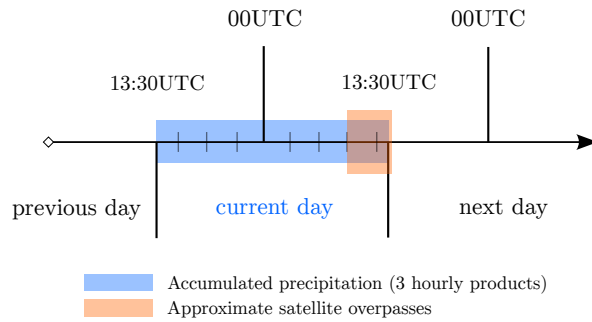 00UTC
00UTC
13:30UTC
13:30UTC
previous day
current day
next day
Accumulated precipitation (3 hourly products)
Approximate satellite overpasses